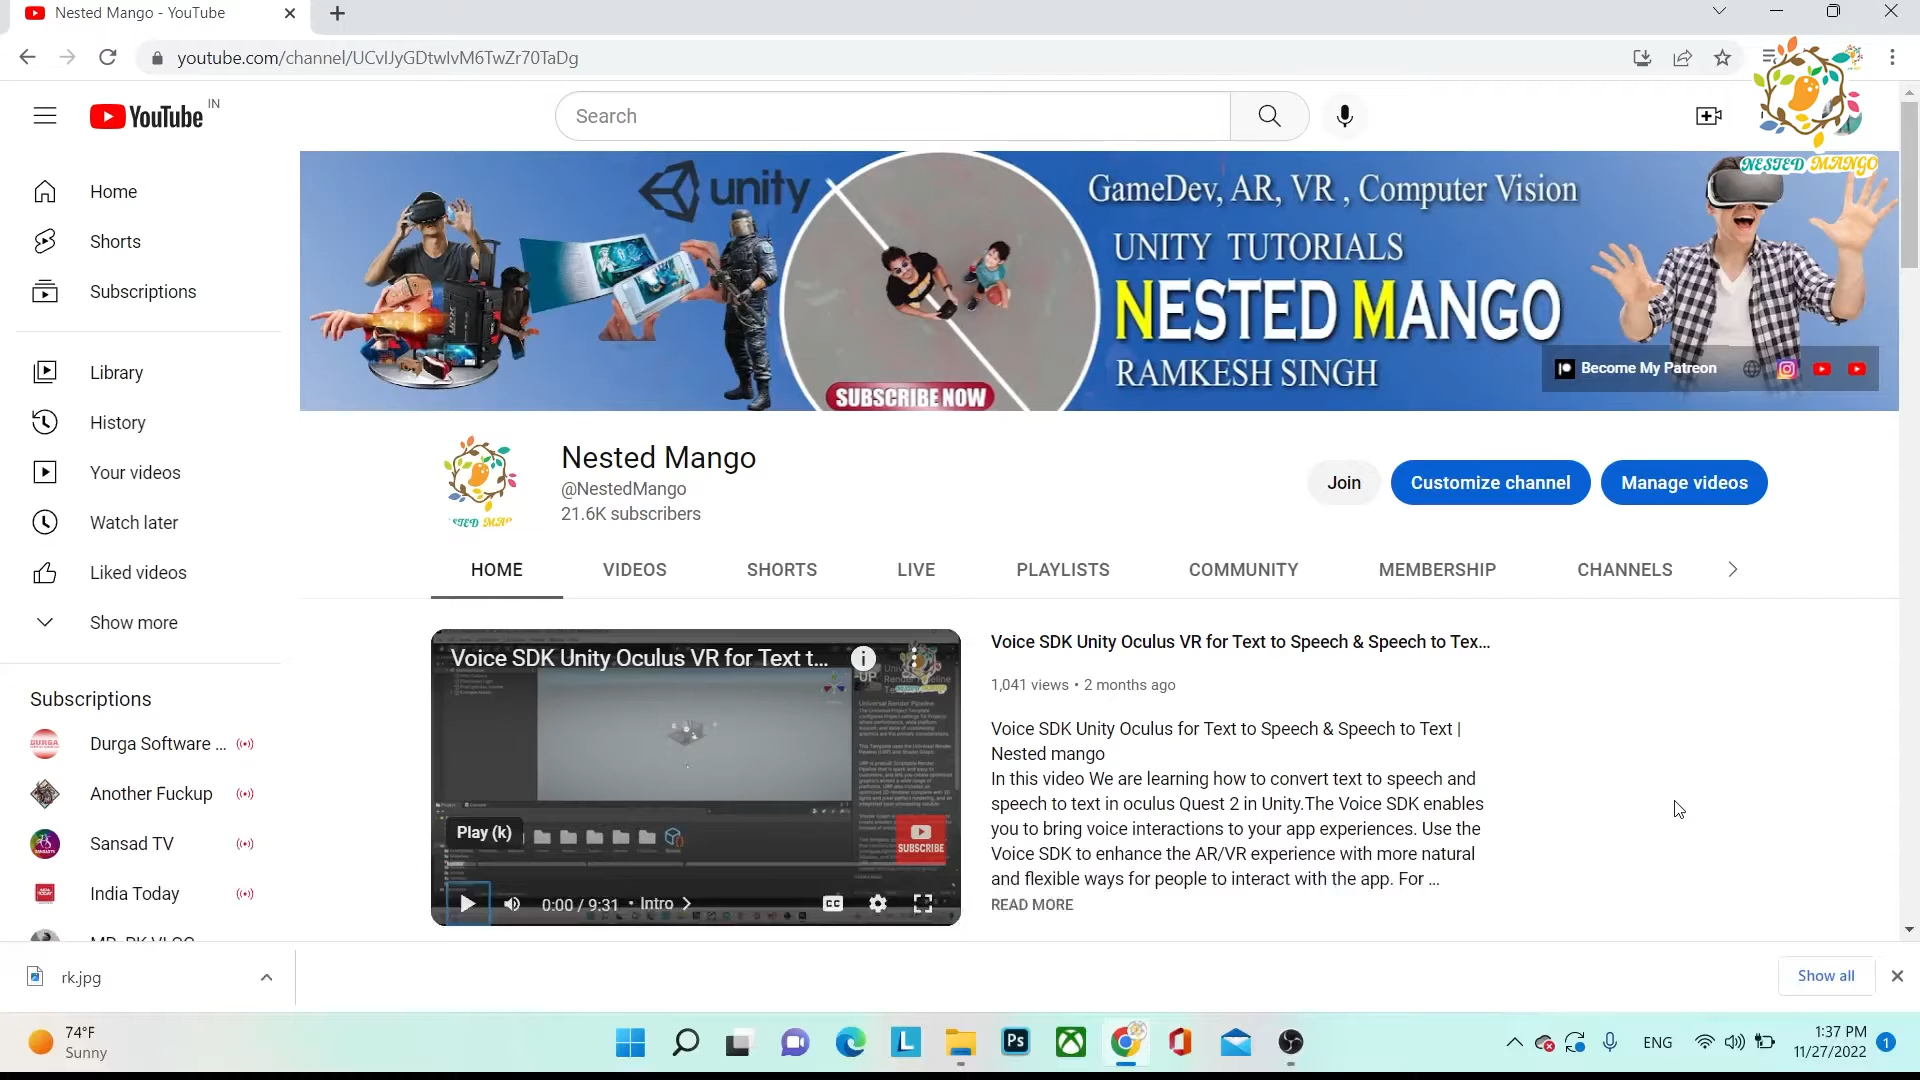 Nested Mango - YouTube
youtube.com/channel/UCvlJyGDtwlvM6TwZr70TaDg
YouTube IN
Search
NESTED MANGO
Home
Shorts
Subscriptions
Library
History
Your videos
Watch later
Liked videos
Show more
Subscriptions
Durga Software ...
Another Fuckup
Sansad TV
India Today
unity
GameDev, AR, VR , Computer Vision
UNITY TUTORIALS
NESTED MANGO
RAMKESH SINGH
SUBSCRIBE NOW
Become My Patreon
Nested Mango
@NestedMango
21.6K subscribers
Join
Customize channel
Manage videos
HOME
VIDEOS
SHORTS
LIVE
PLAYLISTS
COMMUNITY
MEMBERSHIP
CHANNELS
Voice SDK Unity Oculus VR for Text t...
Play (k)
SUBSCRIBE
0:00 / 9:31 • Intro
Voice SDK Unity Oculus VR for Text to Speech & Speech to Tex...
1,041 views • 2 months ago
Voice SDK Unity Oculus for Text to Speech & Speech to Text |
Nested mango
In this video We are learning how to convert text to speech and
speech to text in oculus Quest 2 in Unity.The Voice SDK enables
you to bring voice interactions to your app experiences. Use the
Voice SDK to enhance the AR/VR experience with more natural
and flexible ways for people to interact with the app. For ...
READ MORE
rk.jpg
Show all
74°F
Sunny
L
Ps
ENG
1:37 PM
11/27/2022
1